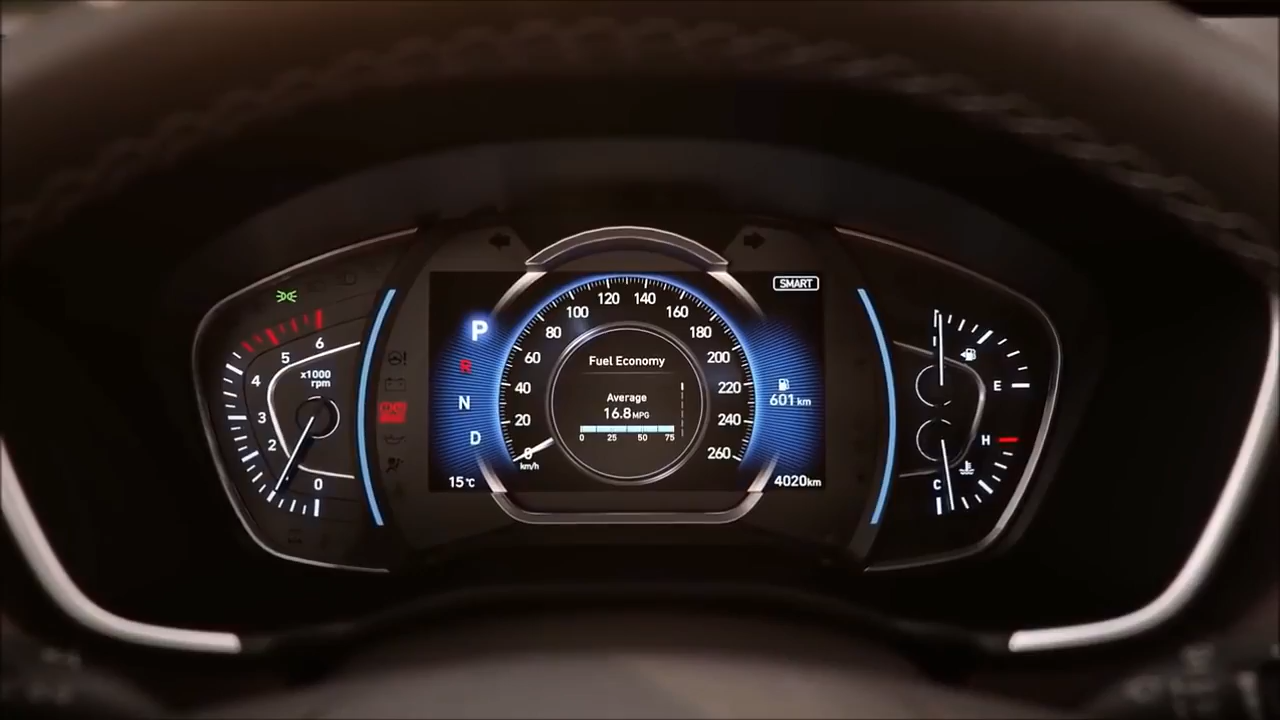 SMART
5
6
4
x1000
rpm
3
2
0
P
R
N
D
15°C
0
20
40
60
80
100
120
140
160
180
200
220
240
260
km/h
Fuel Economy
Average
16.8MPG
0 25 50 75
601km
4020km
F
E
H
C